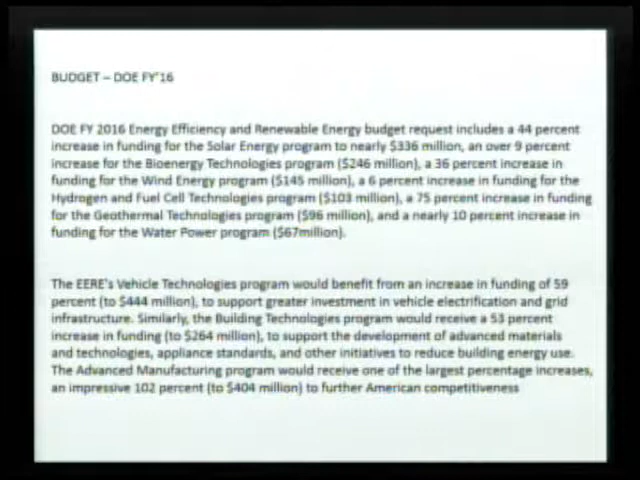 BUDGET – DOE FY'16
DOE FY 2016 Energy Efficiency and Renewable Energy budget request includes a 44 percent
increase in funding for the Solar Energy program to nearly $336 million, an over 9 percent
increase for the Bioenergy Technologies program ($246 million), a 36 percent increase in
funding for the Wind Energy program ($145 million), a 6 percent increase in funding for the
Hydrogen and Fuel Cell Technologies program ($103 million), a 75 percent increase in funding
for the Geothermal Technologies program ($96 million), and a nearly 10 percent increase in
funding for the Water Power program ($67million).
The EERE's Vehicle Technologies program would benefit from an increase in funding of 59
percent (to $444 million), to support greater investment in vehicle electrification and grid
infrastructure. Similarly, the Building Technologies program would receive a 53 percent
increase in funding (to $264 million), to support the development of advanced materials
and technologies, appliance standards, and other initiatives to reduce building energy use.
The Advanced Manufacturing program would receive one of the largest percentage increases,
an impressive 102 percent (to $404 million) to further American competitiveness